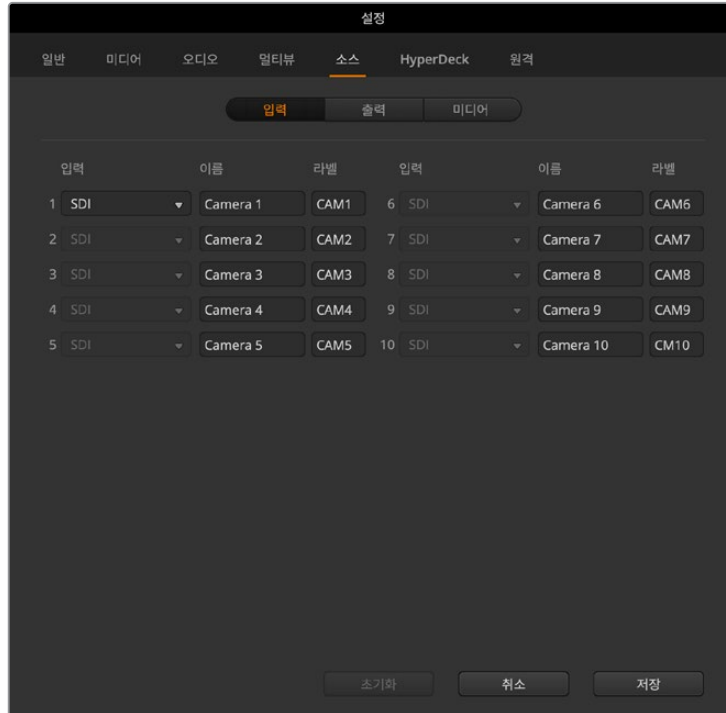 설정
일반 미디어 오디오 멀티뷰 소스 HyperDeck 원격
입력 출력 미디어
입력 이름 라벨 입력 이름 라벨
1 SDI Camera 1 CAM1 6 SDI Camera 6 CAM6
2 SDI Camera 2 CAM2 7 SDI Camera 7 CAM7
3 SDI Camera 3 CAM3 8 SDI Camera 8 CAM8
4 SDI Camera 4 CAM4 9 SDI Camera 9 CAM9
5 SDI Camera 5 CAM5 10 SDI Camera 10 CM10
초기화 취소 저장